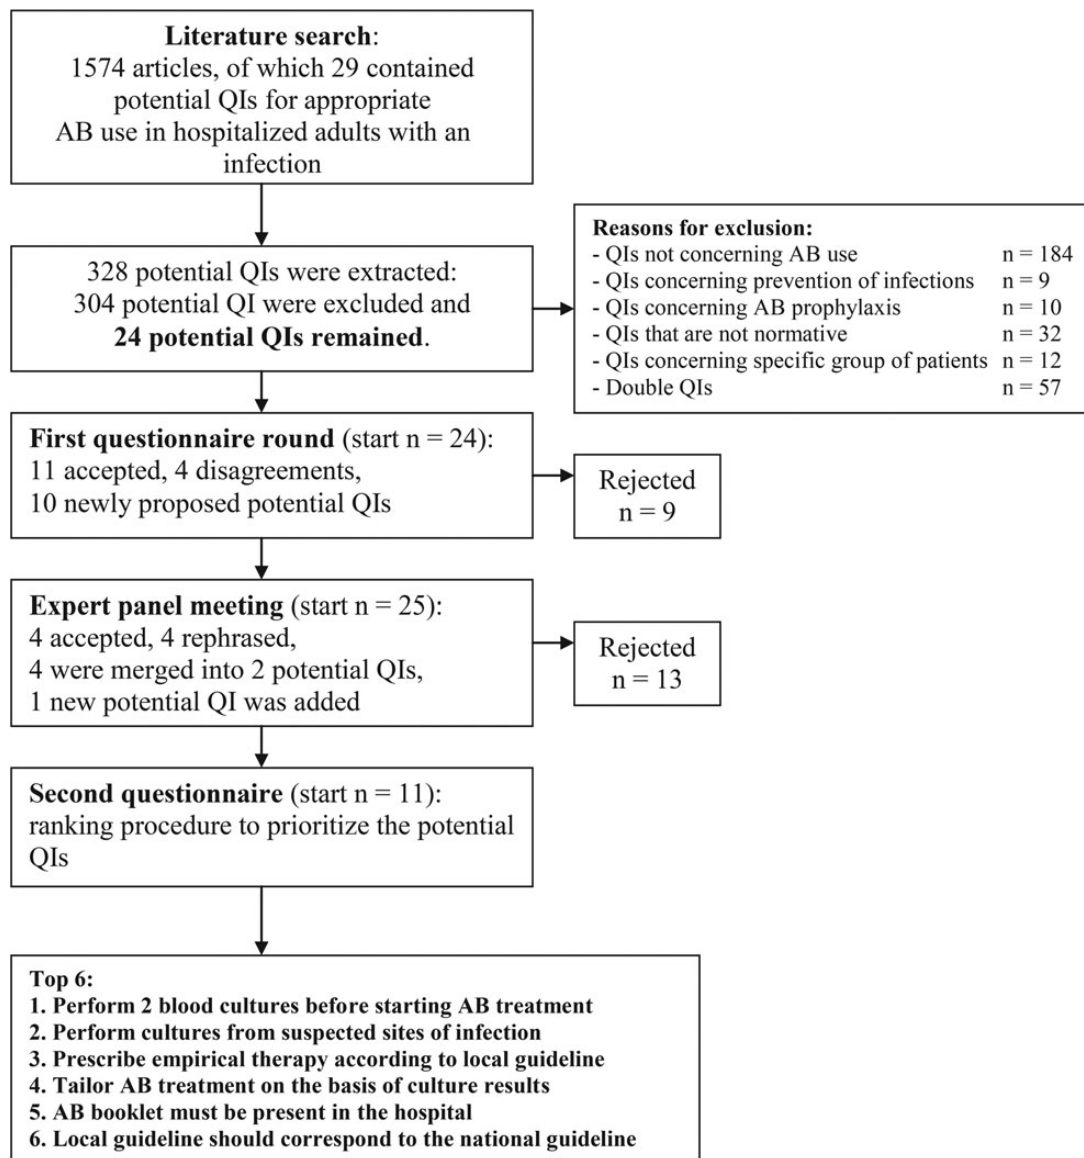 Literature search:
1574 articles, of which 29 contained
potential QIs for appropriate
AB use in hospitalized adults with an
infection
328 potential QIs were extracted:
304 potential QI were excluded and
24 potential QIs remained.
Reasons for exclusion:
- QIs not concerning AB use n = 184
- QIs concerning prevention of infections n = 9
- QIs concerning AB prophylaxis n = 10
- QIs that are not normative n = 32
- QIs concerning specific group of patients n = 12
- Double QIs n = 57
First questionnaire round (start n = 24):
11 accepted, 4 disagreements,
10 newly proposed potential QIs
Rejected
n = 9
Expert panel meeting (start n = 25):
4 accepted, 4 rephrased,
4 were merged into 2 potential QIs,
1 new potential QI was added
Rejected
n = 13
Second questionnaire (start n = 11):
ranking procedure to prioritize the potential
QIs
Top 6:
1. Perform 2 blood cultures before starting AB treatment
2. Perform cultures from suspected sites of infection
3. Prescribe empirical therapy according to local guideline
4. Tailor AB treatment on the basis of culture results
5. AB booklet must be present in the hospital
6. Local guideline should correspond to the national guideline